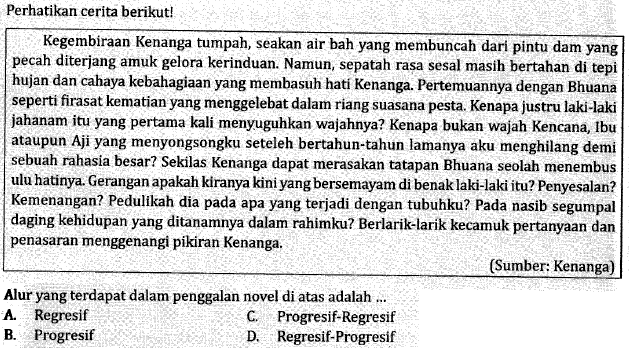 Perhatikan cerita berikut!
Kegembiraan Kenanga tumpah, seakan air bah yang membuncah dari pintu dam yang
pecah diterjang amuk gelora kerinduan. Namun, sepatah rasa sesal masih bertahan di tepi
hujan dan cahaya kebahagiaan yang membasuh hati Kenanga. Pertemuannya dengan Bhuana
seperti firasat kematian yang menggelebat dalam riang suasana pesta. Kenapa justru laki-laki
jahanam itu yang pertama kali menyuguhkan wajahnya? Kenapa bukan wajah Kencana, Ibu
ataupun Aji yang menyongsongku seteleh bertahun-tahun lamanya aku menghilang demi
sebuah rahasia besar? Sekilas Kenanga dapat merasakan tatapan Bhuana seolah menembus
ulu hatinya. Gerangan apakah kiranya kini yang bersemayam di benak laki-laki itu? Penyesalan?
Kemenangan? Pedulikah dia pada apa yang terjadi dengan tubuhku? Pada nasib segumpal
daging kehidupan yang ditanamnya dalam rahimku? Berlarik-larik kecamuk pertanyaan dan
penasaran menggenangi pikiran Kenanga.
(Sumber: Kenanga)
Alur yang terdapat dalam penggalan novel di atas adalah ...
A. Regresif
C. Progresif-Regresif
B. Progresif
D. Regresif-Progresif